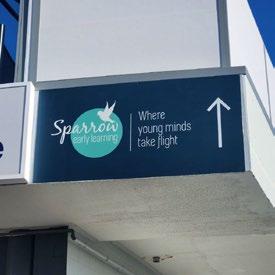 Sparrow
early learning
Where
young minds
take flight
e